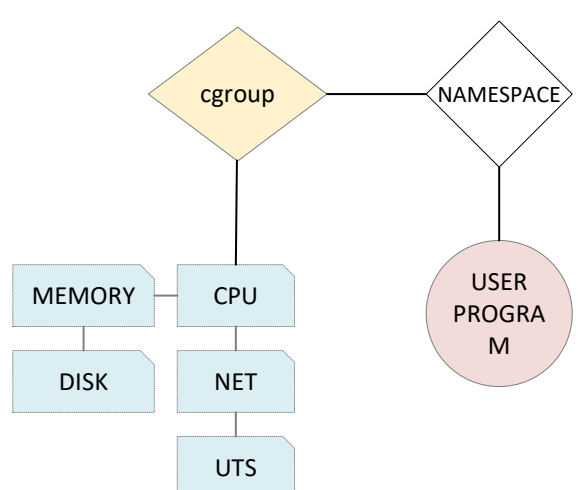 cgroup
NAMESPACE
MEMORY
CPU
USER
PROGRA
M
DISK
NET
UTS